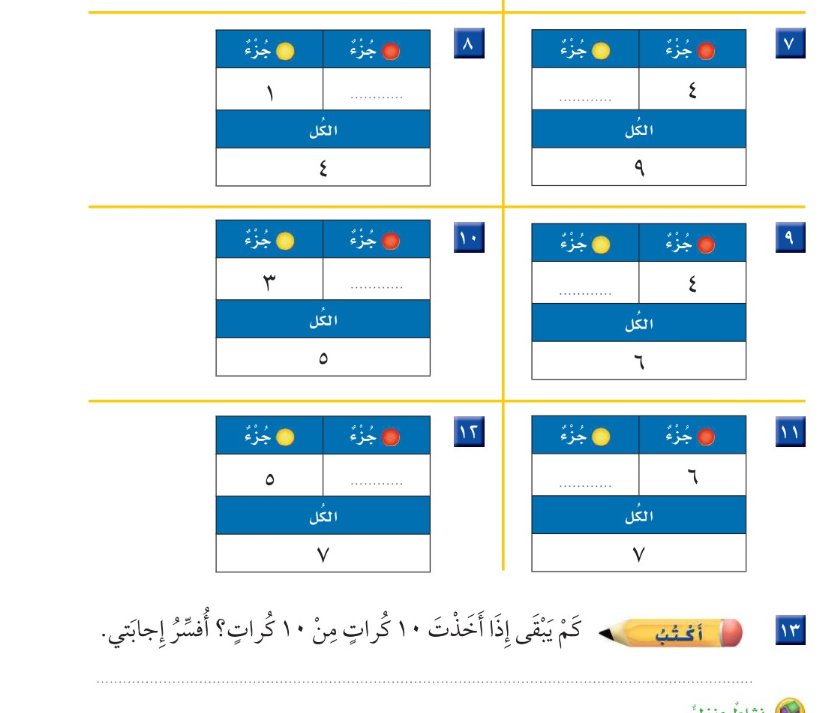 ٧
جُزْءٌ جُزْءٌ
٤ ............
الكُل
٩
٨
جُزْءٌ جُزْءٌ
............ ١
الكُل
٤
٩
جُزْءٌ جُزْءٌ
٤ ............
الكُل
٦
١٠
جُزْءٌ جُزْءٌ
............ ٣
الكُل
٥
١١
جُزْءٌ جُزْءٌ
٦ ............
الكُل
٧
١٢
جُزْءٌ جُزْءٌ
............ ٥
الكُل
٧
١٣ أَكْتُبُ كَمْ يَبْقَى إِذَا أَخَذْتَ ١٠ كُراتٍ مِنْ ١٠ كُراتٍ؟ أُفسِّرُ إِجابَتي.